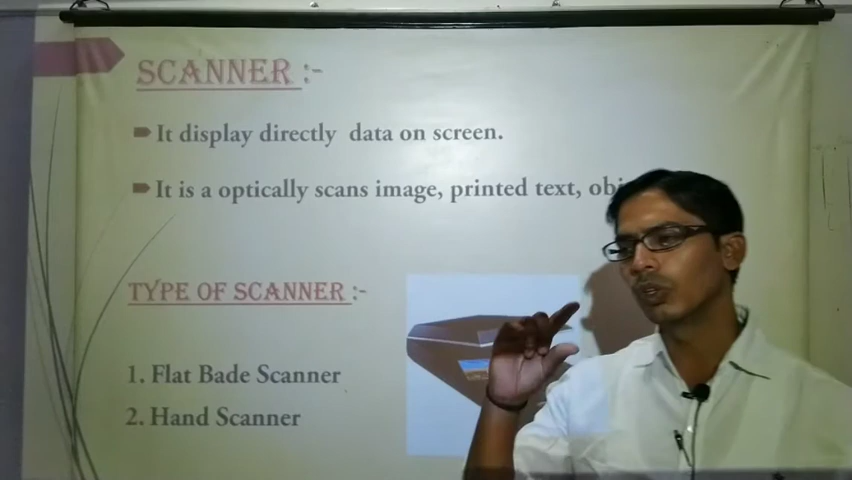 SCANNER :-
It display directly data on screen.
It is a optically scans image, printed text,
TYPE OF SCANNER :-
1. Flat Bade Scanner
2. Hand Scanner